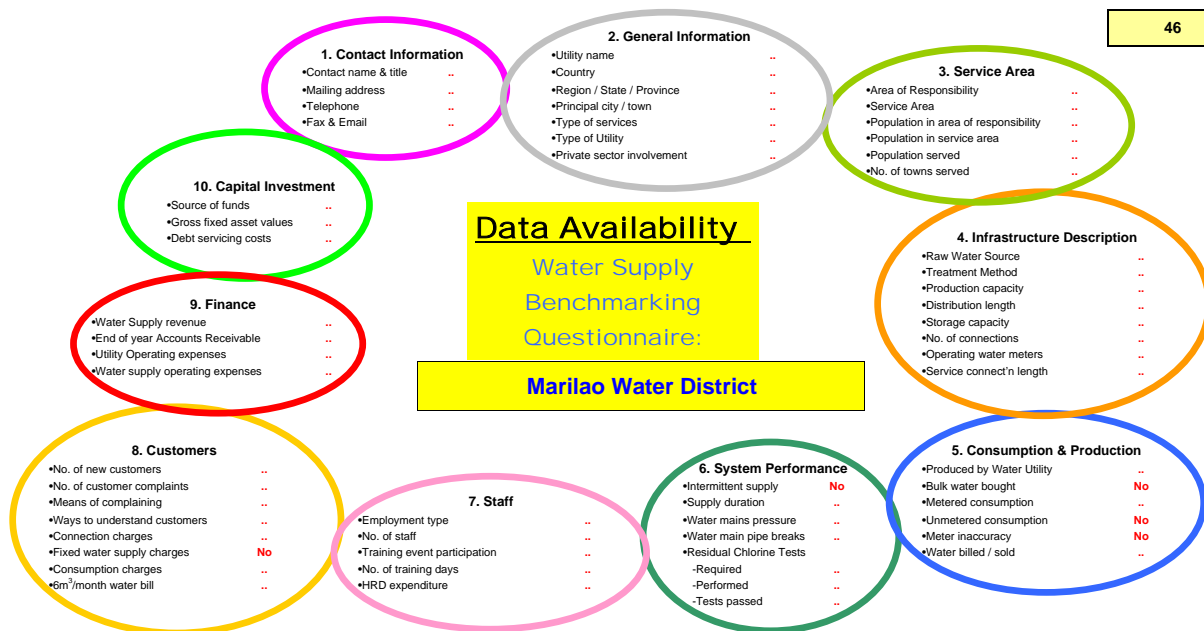 46
1. Contact Information
•Contact name & title ..
•Mailing address ..
•Telephone ..
•Fax & Email ..
2. General Information
•Utility name ..
•Country ..
•Region / State / Province ..
•Principal city / town ..
•Type of services ..
•Type of Utility ..
•Private sector involvement ..
3. Service Area
•Area of Responsibility ..
•Service Area ..
•Population in area of responsibility ..
•Population in service area ..
•Population served ..
•No. of towns served ..
10. Capital Investment
•Source of funds ..
•Gross fixed asset values ..
•Debt servicing costs ..
Data Availability
Water Supply
Benchmarking
Questionnaire:
Marilao Water District
4. Infrastructure Description
•Raw Water Source ..
•Treatment Method ..
•Production capacity ..
•Distribution length ..
•Storage capacity ..
•No. of connections ..
•Operating water meters ..
•Service connect'n length ..
9. Finance
•Water Supply revenue ..
•End of year Accounts Receivable ..
•Utility Operating expenses ..
•Water supply operating expenses ..
8. Customers
•No. of new customers ..
•No. of customer complaints ..
•Means of complaining ..
•Ways to understand customers ..
•Connection charges ..
•Fixed water supply charges No
•Consumption charges ..
•6m³/month water bill ..
7. Staff
•Employment type ..
•No. of staff ..
•Training event participation ..
•No. of training days ..
•HRD expenditure ..
6. System Performance
•Intermittent supply No
•Supply duration ..
•Water mains pressure ..
•Water main pipe breaks ..
•Residual Chlorine Tests
-Required ..
-Performed ..
-Tests passed ..
5. Consumption & Production
•Produced by Water Utility ..
•Bulk water bought No
•Metered consumption ..
•Unmetered consumption No
•Meter inaccuracy No
•Water billed / sold ..